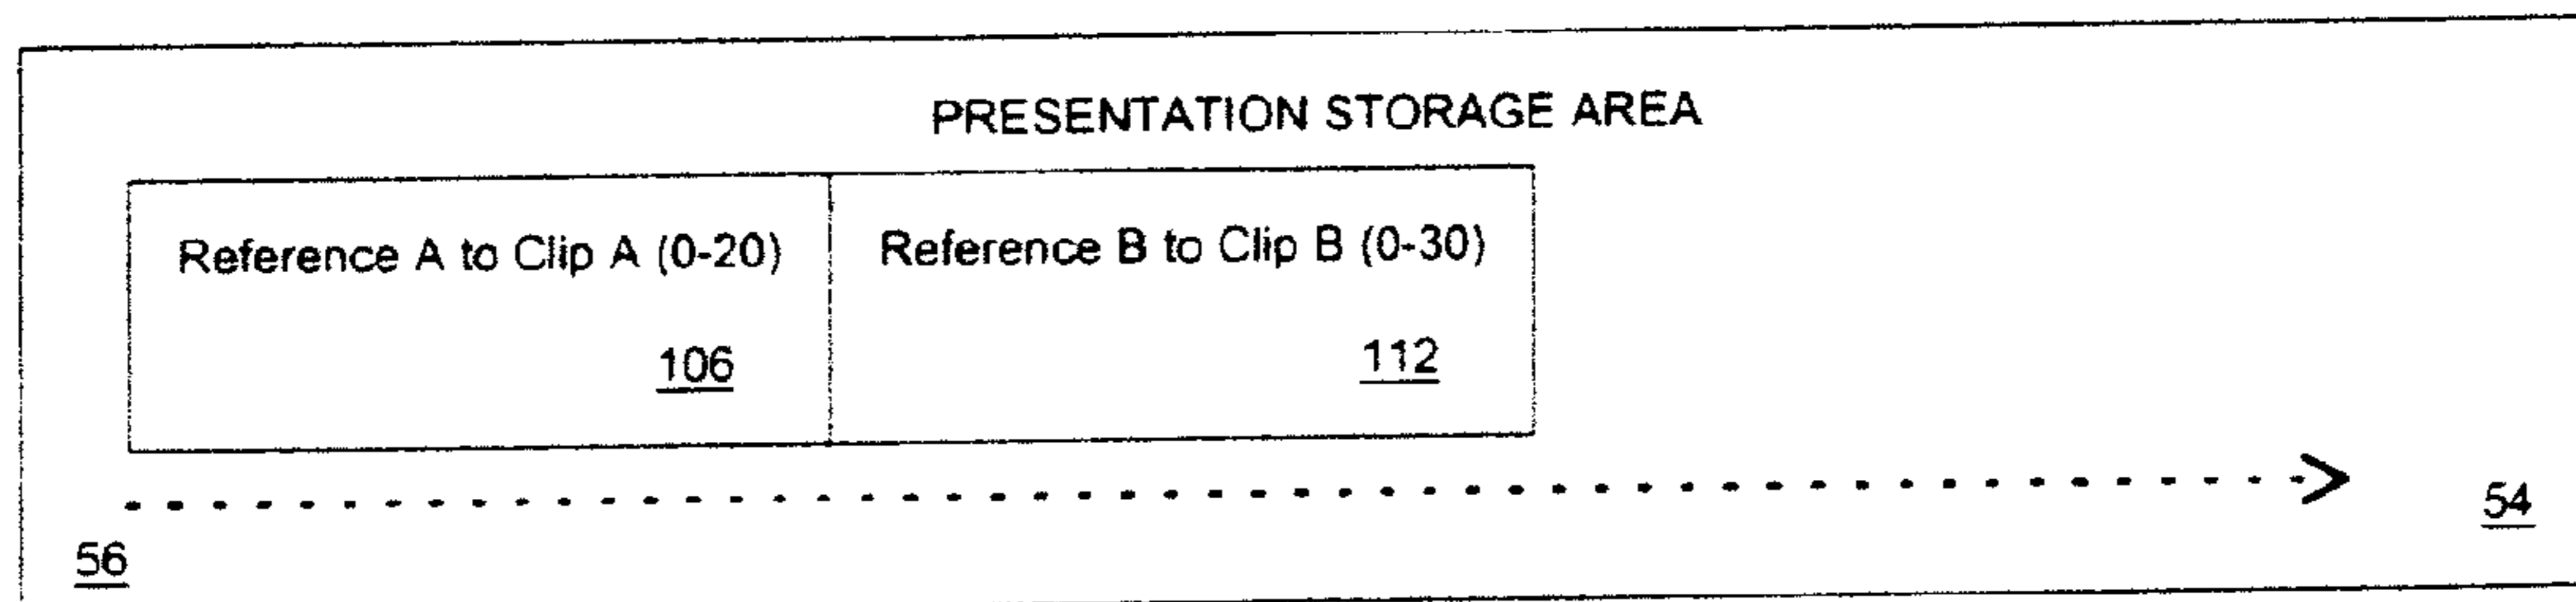 PRESENTATION STORAGE AREA
Reference A to Clip A (0-20)
Reference B to Clip B (0-30)
106
112
54
56